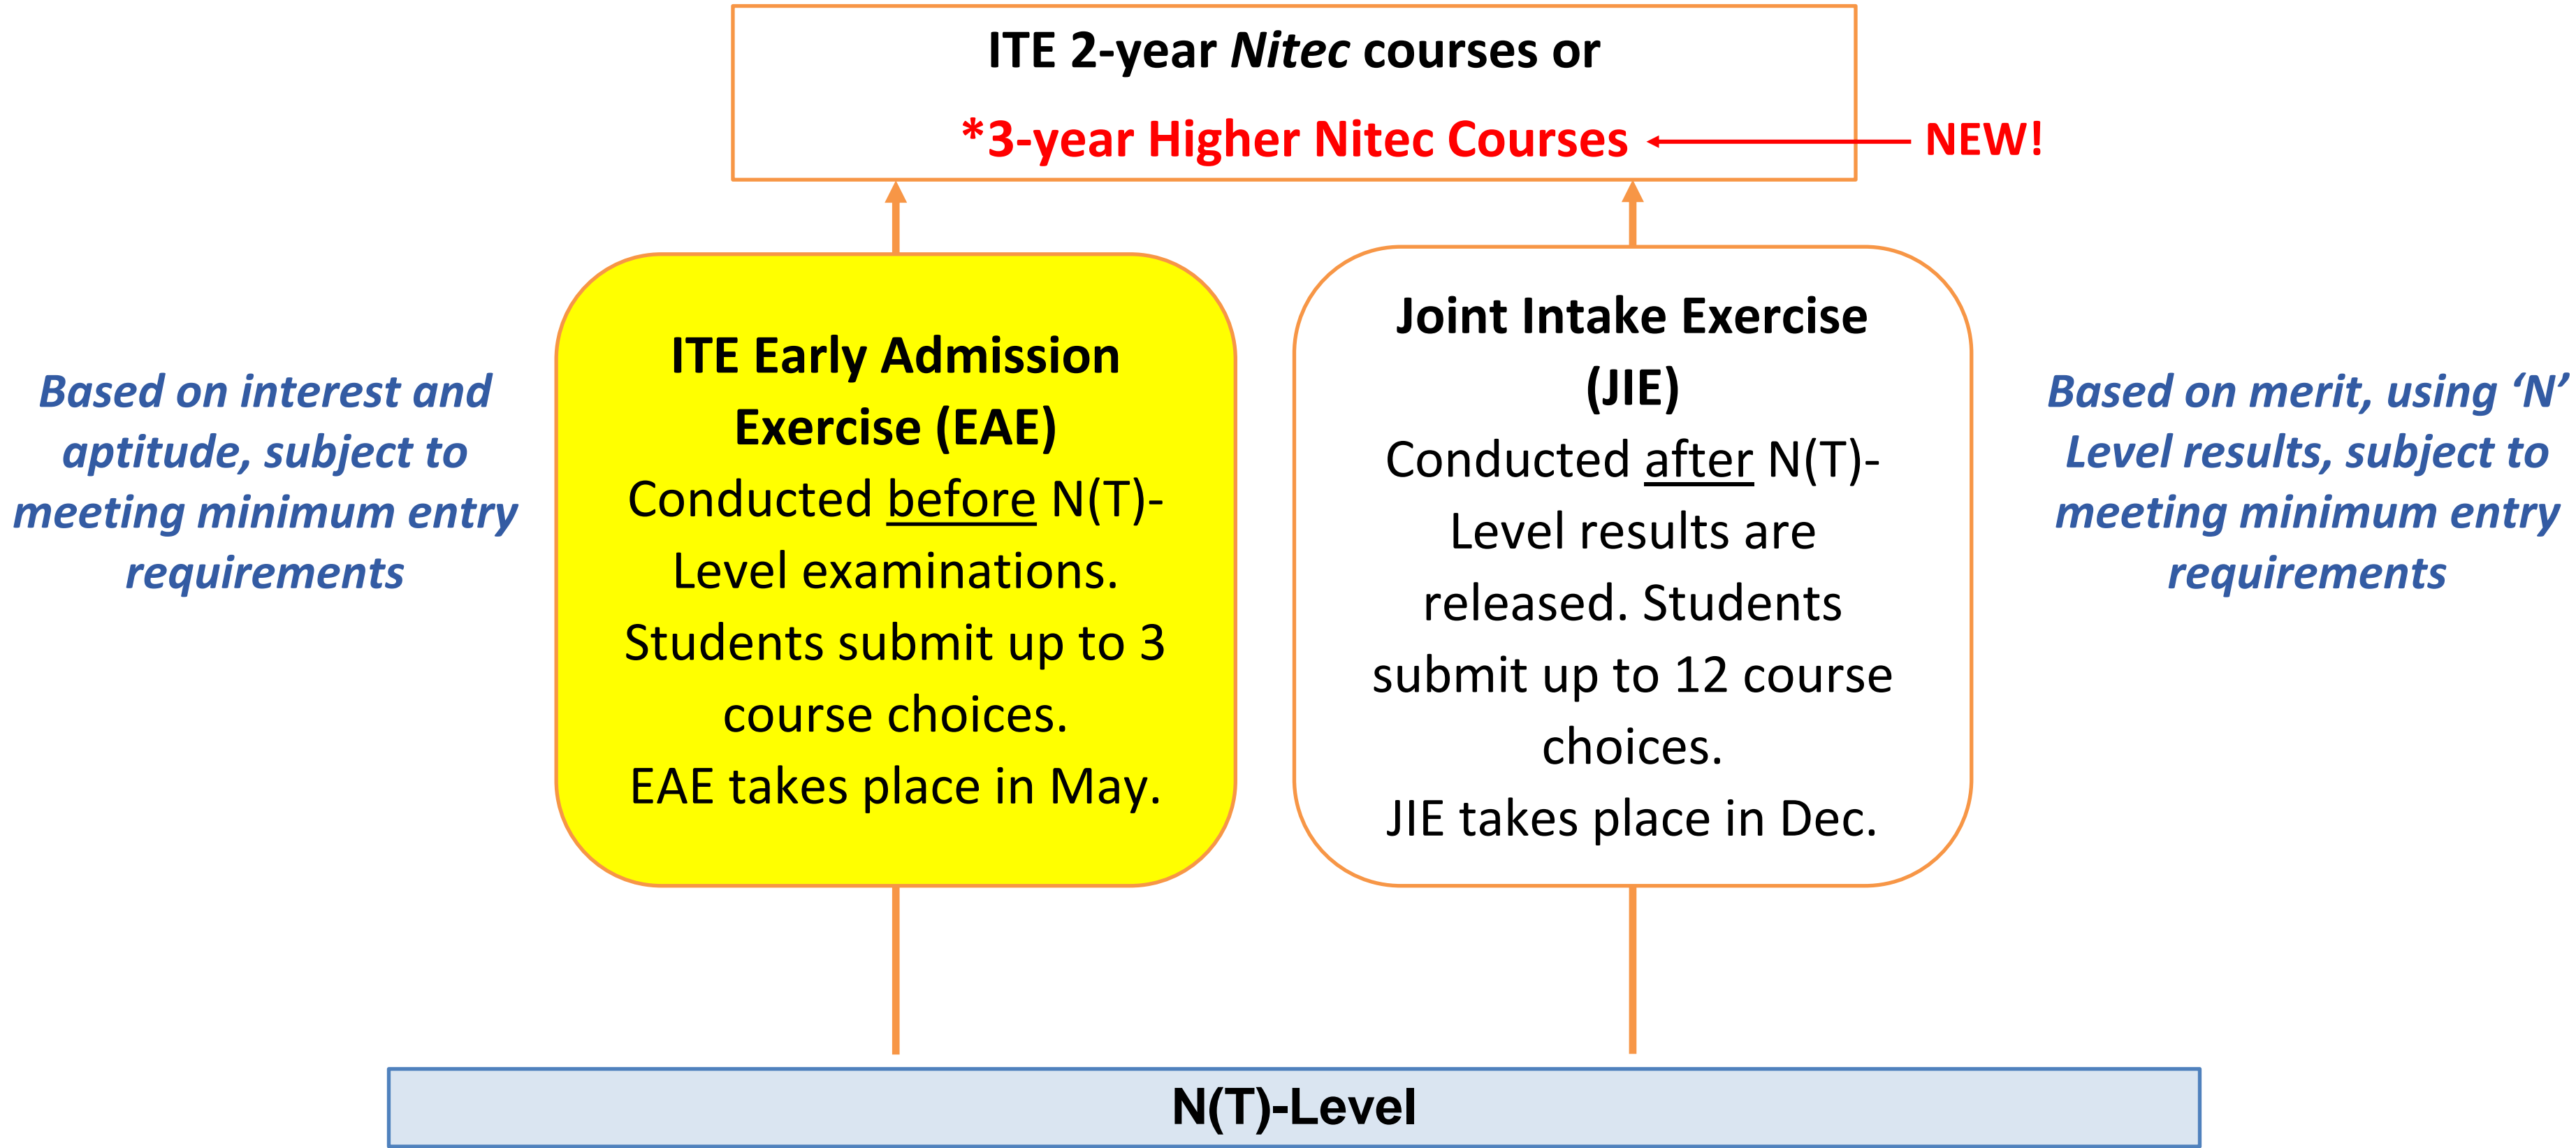 ITE 2-year Nitec courses or
*3-year Higher Nitec Courses
NEW!
Based on interest and
aptitude, subject to
meeting minimum entry
requirements
ITE Early Admission
Exercise (EAE)
Conducted before N(T)-
Level examinations.
Students submit up to 3
course choices.
EAE takes place in May.
Joint Intake Exercise
(JIE)
Conducted after N(T)-
Level results are
released. Students
submit up to 12 course
choices.
JIE takes place in Dec.
Based on merit, using ‘N’
Level results, subject to
meeting minimum entry
requirements
N(T)-Level